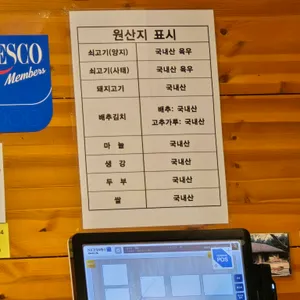 ESCO
Members
원산지 표시
쇠고기(양지) 국내산 육우
쇠고기(사태) 국내산 육우
돼지고기 국내산
배추김치 배추: 국내산
고추가루: 국내산
마 늘 국내산
생 강 국내산
두 부 국내산
쌀 국내산
POS